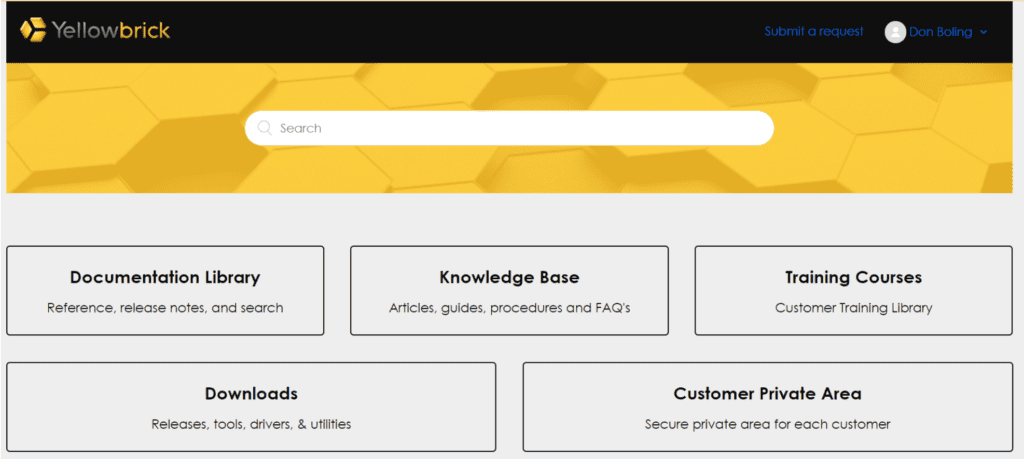 Yellowbrick
Submit a request
Don Boling
Search
Documentation Library
Reference, release notes, and search
Knowledge Base
Articles, guides, procedures and FAQ's
Training Courses
Customer Training Library
Downloads
Releases, tools, drivers, & utilities
Customer Private Area
Secure private area for each customer